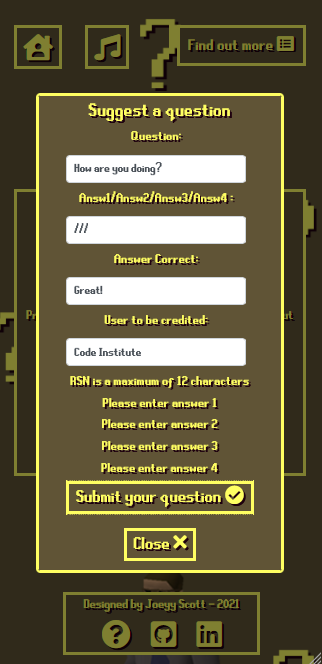 Find out more
Suggest a question
Question:
How are you doing?
Answ1/Answ2/Answ3/Answ4 :
///
Answer Correct:
Great!
User to be credited:
Code Institute
RSN is a maximum of 12 characters
Please enter answer 1
Please enter answer 2
Please enter answer 3
Please enter answer 4
Submit your question
Close
Designed by Joeyy Scott - 2021